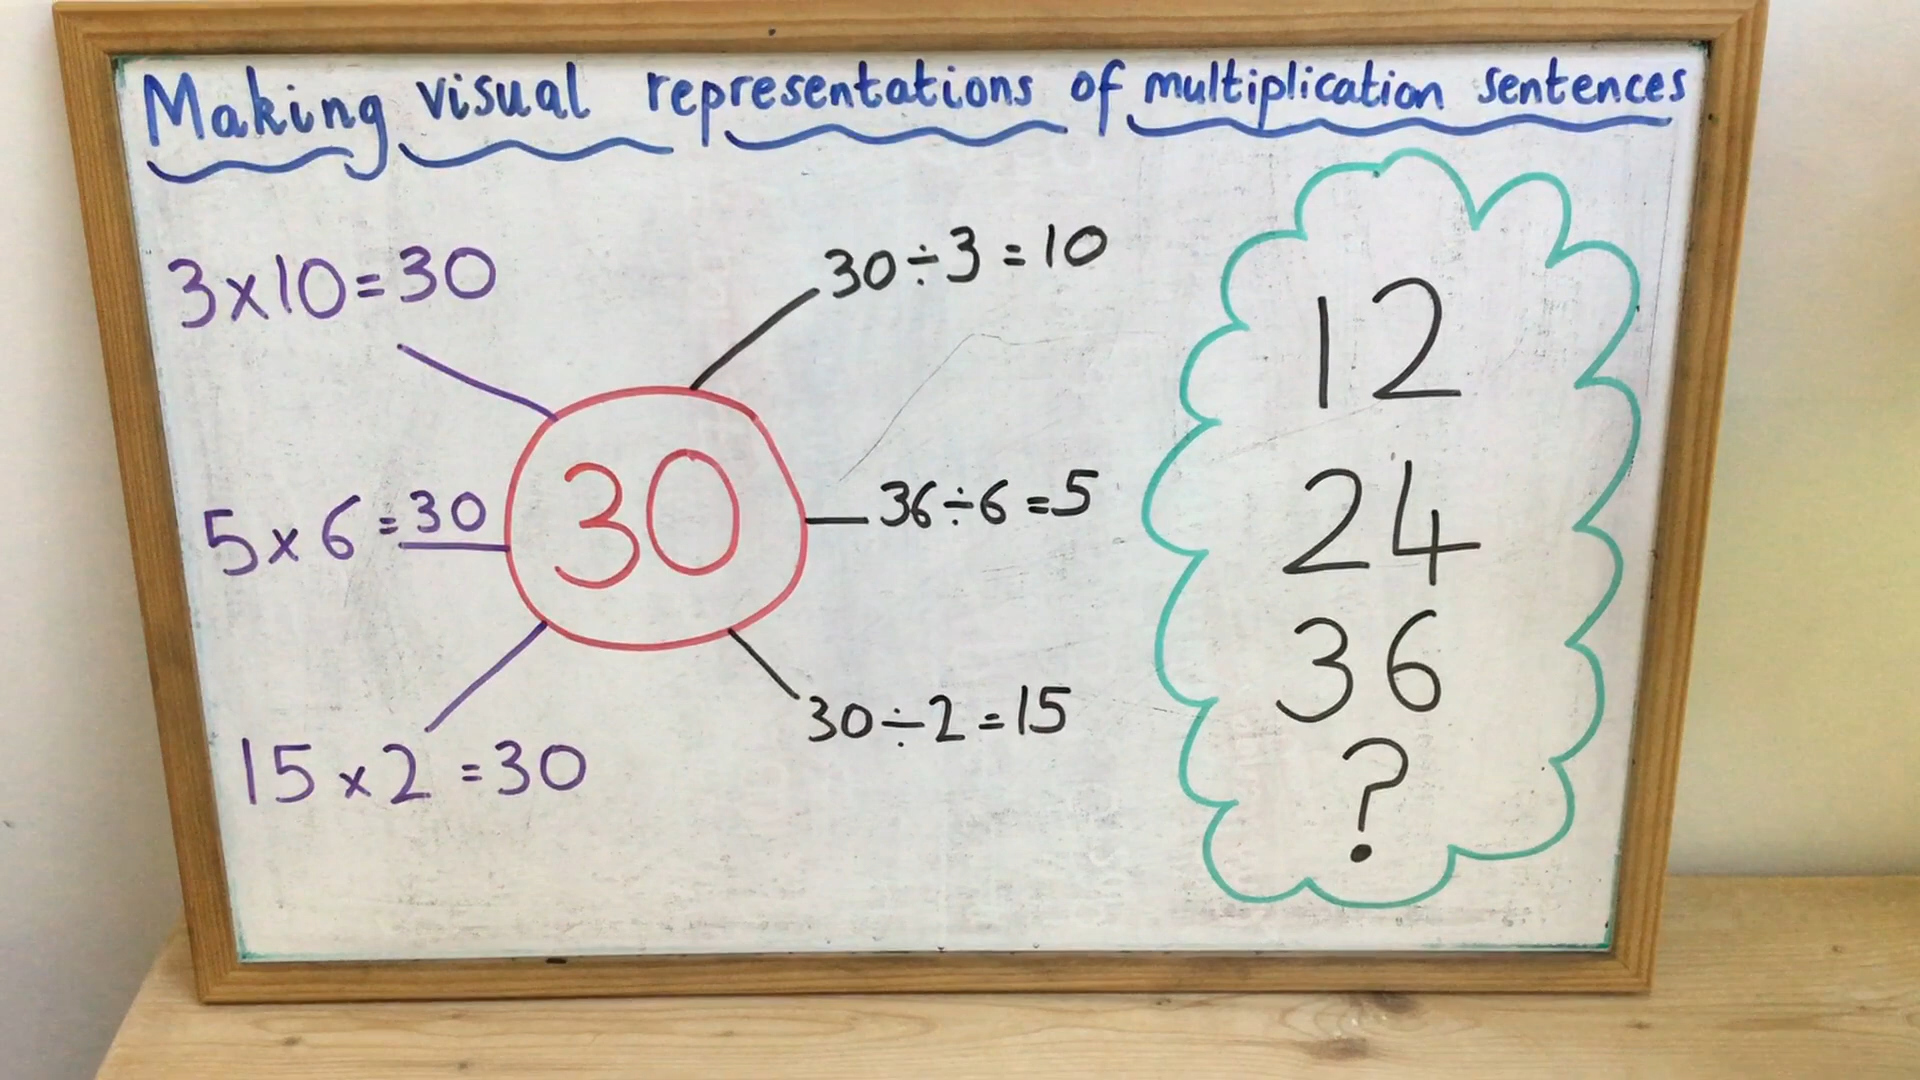 Making visual representations of multiplication sentences
3x10=30
30÷3=10
5x6=30
30
36÷6=5
15x2=30
30÷2=15
12
24
36
?